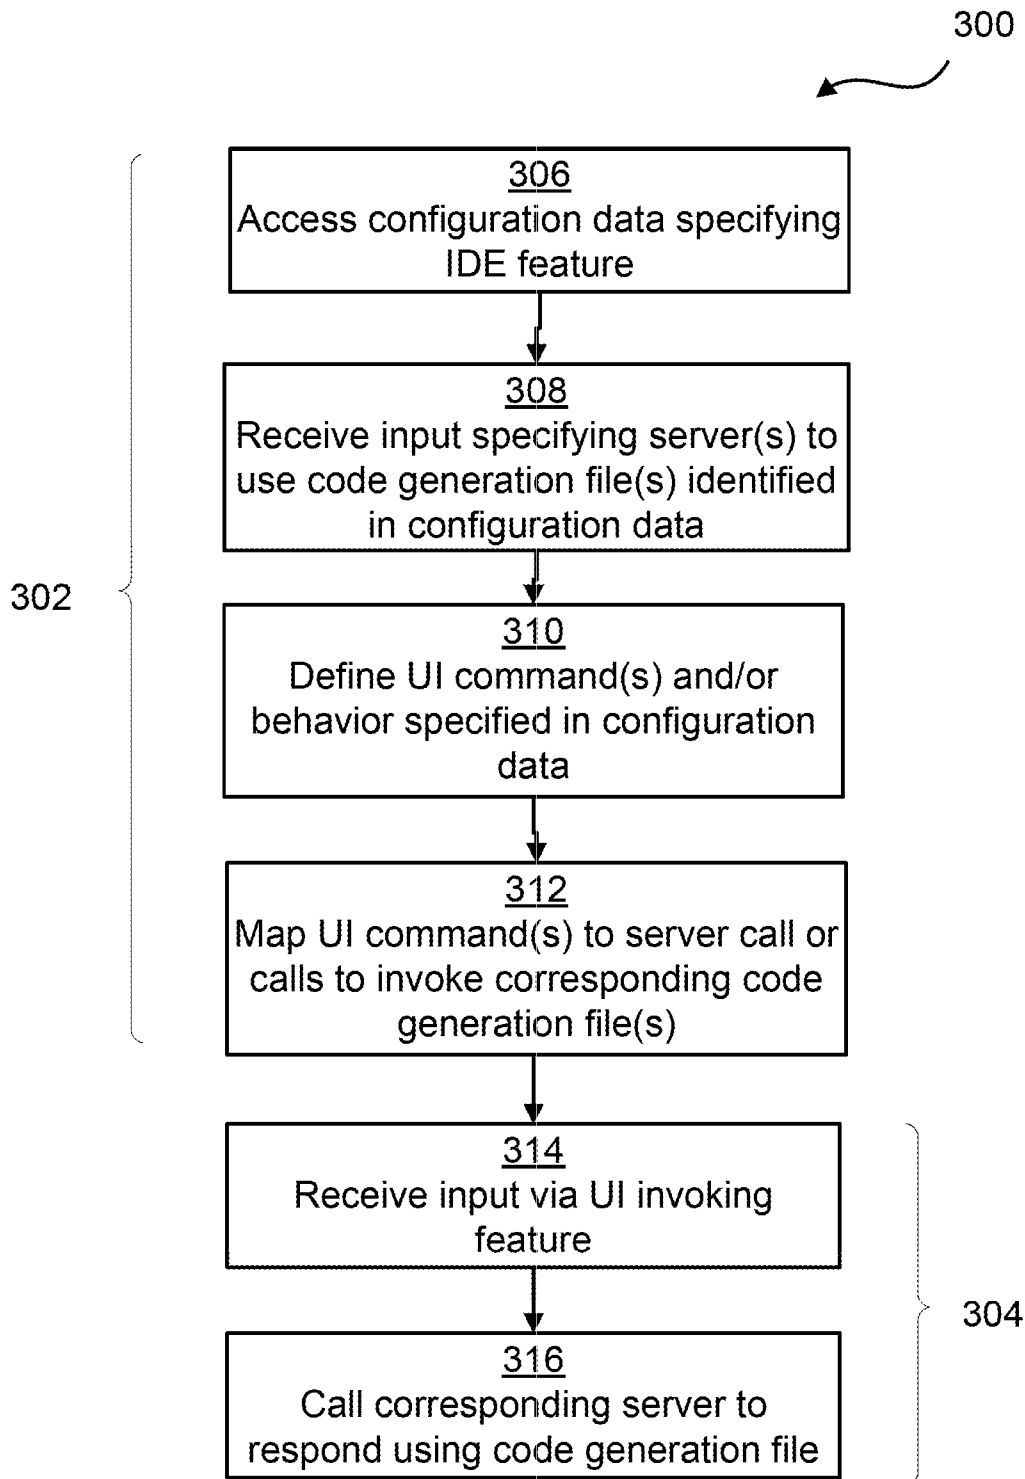 300
306
Access configuration data specifying
IDE feature
308
Receive input specifying server(s) to
use code generation file(s) identified
in configuration data
302
310
Define UI command(s) and/or
behavior specified in configuration
data
312
Map UI command(s) to server call or
calls to invoke corresponding code
generation file(s)
314
Receive input via UI invoking
feature
304
316
Call corresponding server to
respond using code generation file